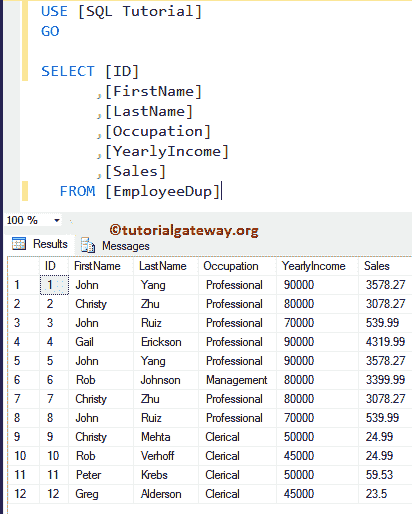 USE [SQL Tutorial]
GO
SELECT [ID]
,[FirstName]
,[LastName]
,[Occupation]
,[YearlyIncome]
,[Sales]
FROM [EmployeeDup]
100 %
©tutorialgateway.org
Results Messages
ID FirstName LastName Occupation YearlyIncome Sales
1 1 John Yang Professional 90000 3578.27
2 2 Christy Zhu Professional 80000 3078.27
3 3 John Ruiz Professional 70000 539.99
4 4 Gail Erickson Professional 90000 4319.99
5 5 John Yang Professional 90000 3578.27
6 6 Rob Johnson Management 80000 3399.99
7 7 Christy Zhu Professional 80000 3078.27
8 8 John Ruiz Professional 70000 539.99
9 9 Christy Mehta Clerical 50000 24.99
10 10 Rob Verhoff Clerical 45000 24.99
11 11 Peter Krebs Clerical 50000 59.53
12 12 Greg Alderson Clerical 45000 23.5